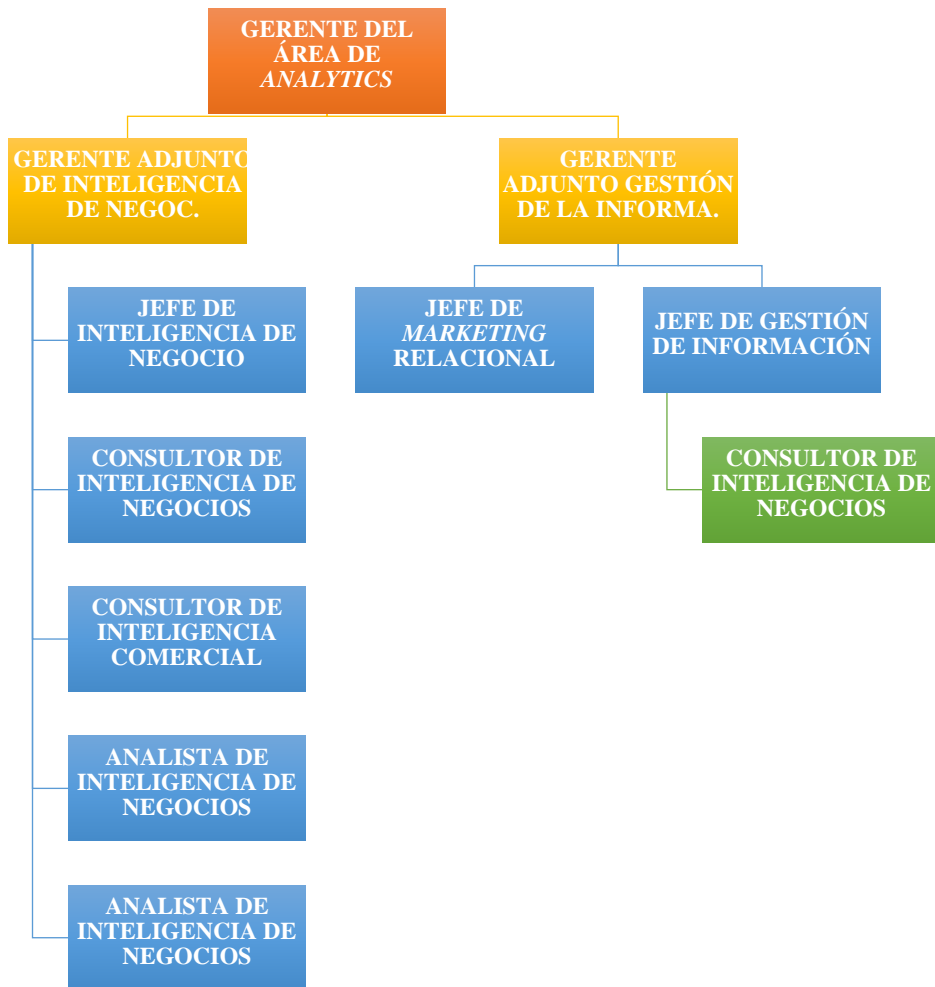 GERENTE DEL
ÁREA DE
ANALYTICS
GERENTE ADJUNTO
DE INTELIGENCIA
DE NEGOC.
GERENTE
ADJUNTO GESTIÓN
DE LA INFORMA.
JEFE DE
INTELIGENCIA DE
NEGOCIO
JEFE DE
MARKETING
RELACIONAL
JEFE DE GESTIÓN
DE INFORMACIÓN
CONSULTOR DE
INTELIGENCIA DE
NEGOCIOS
CONSULTOR DE
INTELIGENCIA DE
NEGOCIOS
CONSULTOR DE
INTELIGENCIA
COMERCIAL
ANALISTA DE
INTELIGENCIA DE
NEGOCIOS
ANALISTA DE
INTELIGENCIA DE
NEGOCIOS